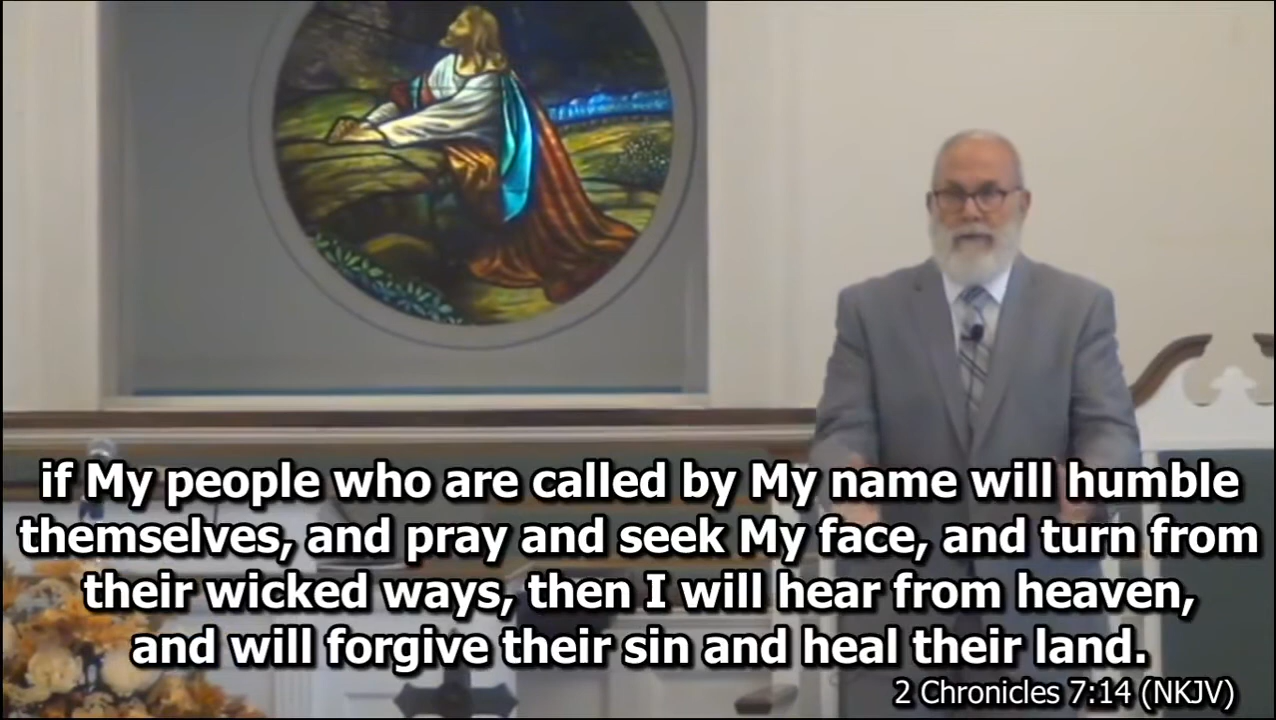 if My people who are called by My name will humble
themselves, and pray and seek My face, and turn from
their wicked ways, then I will hear from heaven,
and will forgive their sin and heal their land.
2 Chronicles 7:14 (NKJV)